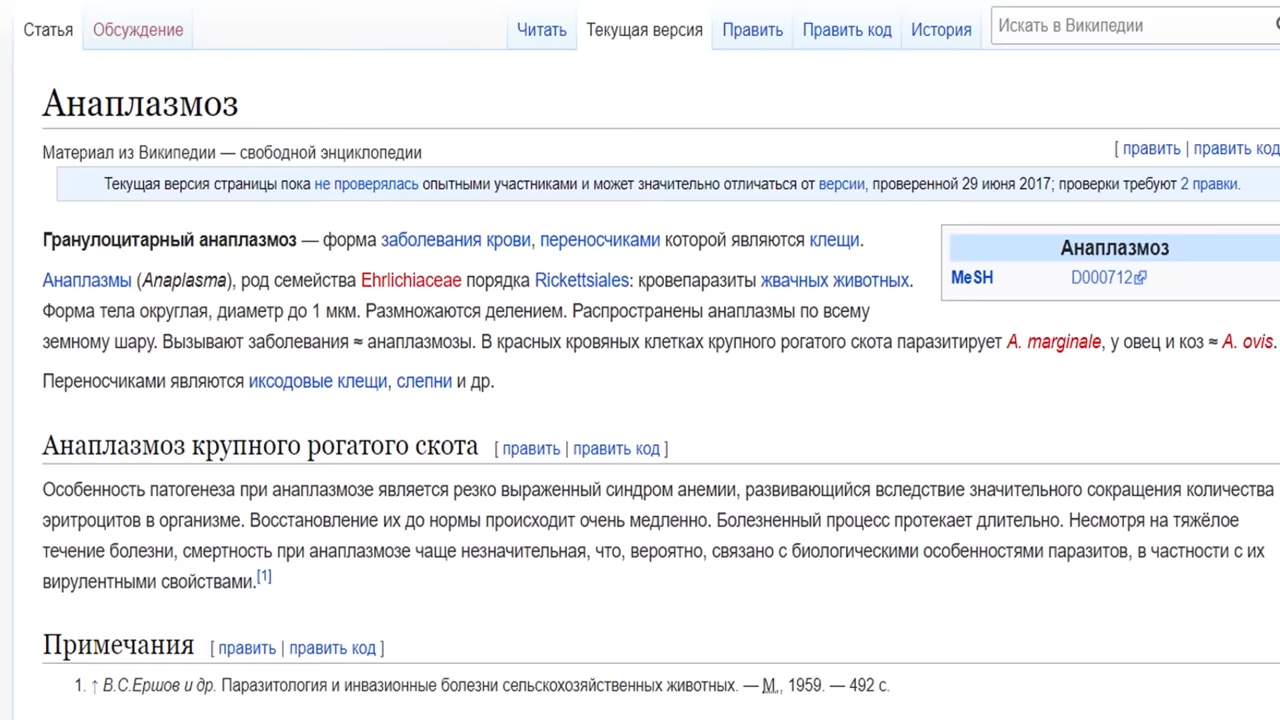 Статья Обсуждение Читать Текущая версия Править Править код История Искать в Википедии
Анаплазмоз
Материал из Википедии — свободной энциклопедии [ править | править код
Текущая версия страницы пока не проверялась опытными участниками и может значительно отличаться от версии, проверенной 29 июня 2017; проверки требуют 2 правки.
Гранулоцитарный анаплазмоз — форма заболевания крови, переносчиками которой являются клещи.
Анаплазмоз
MeSH D000712
Анаплазмы (Anaplasma), род семейства Ehrlichiaceae порядка Rickettsiales: кровепаразиты жвачных животных.
Форма тела округлая, диаметр до 1 мкм. Размножаются делением. Распространены анаплазмы по всему
земному шару. Вызывают заболевания ≈ анаплазмозы. В красных кровяных клетках крупного рогатого скота паразитирует A. marginale, у овец и коз ≈ A. ovis.
Переносчиками являются иксодовые клещи, слепни и др.
Анаплазмоз крупного рогатого скота [ править | править код ]
Особенность патогенеза при анаплазмозе является резко выраженный синдром анемии, развивающийся вследствие значительного сокращения количества
эритроцитов в организме. Восстановление их до нормы происходит очень медленно. Болезненный процесс протекает длительно. Несмотря на тяжёлое
течение болезни, смертность при анаплазмозе чаще незначительная, что, вероятно, связано с биологическими особенностями паразитов, в частности с их
вирулентными свойствами.[1]
Примечания [ править | править код ]
1. ↑ В.С.Ершов и др. Паразитология и инвазионные болезни сельскохозяйственных животных. — М., 1959. — 492 с.